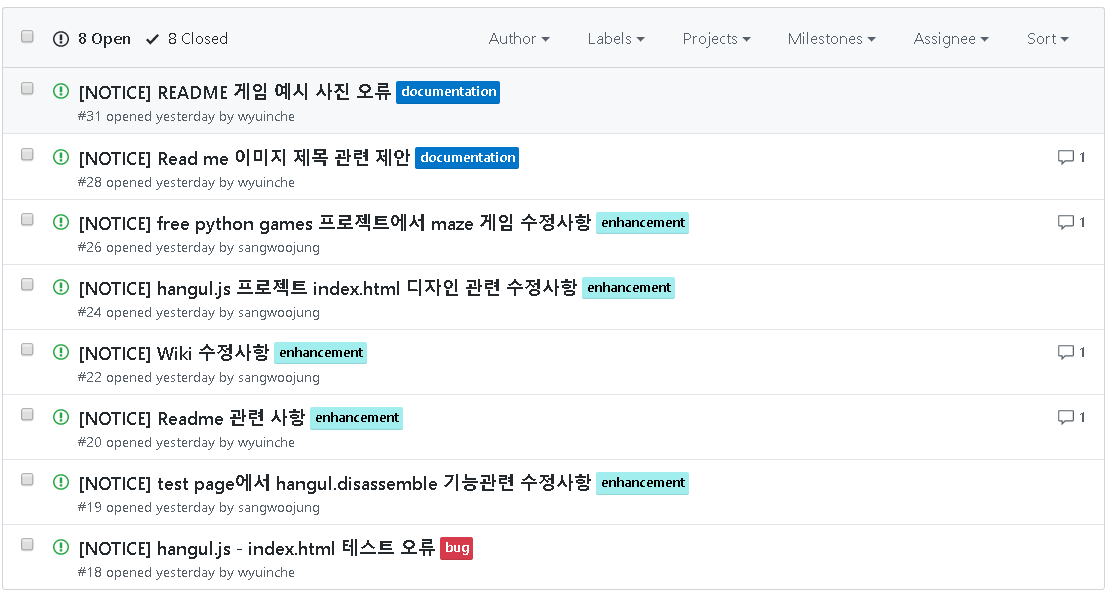 8 Open 8 Closed Author Labels Projects Milestones Assignee Sort
[NOTICE] README 게임 예시 사진 오류 documentation
#31 opened yesterday by wyuinche
[NOTICE] Read me 이미지 제목 관련 제안 documentation 1
#28 opened yesterday by wyuinche
[NOTICE] free python games 프로젝트에서 maze 게임 수정사항 enhancement 1
#26 opened yesterday by sangwoojung
[NOTICE] hangul.js 프로젝트 index.html 디자인 관련 수정사항 enhancement
#24 opened yesterday by sangwoojung
[NOTICE] Wiki 수정사항 enhancement 1
#22 opened yesterday by sangwoojung
[NOTICE] Readme 관련 사항 enhancement 1
#20 opened yesterday by wyuinche
[NOTICE] test page에서 hangul.disassemble 기능관련 수정사항 enhancement
#19 opened yesterday by sangwoojung
[NOTICE] hangul.js - index.html 테스트 오류 bug
#18 opened yesterday by wyuinche